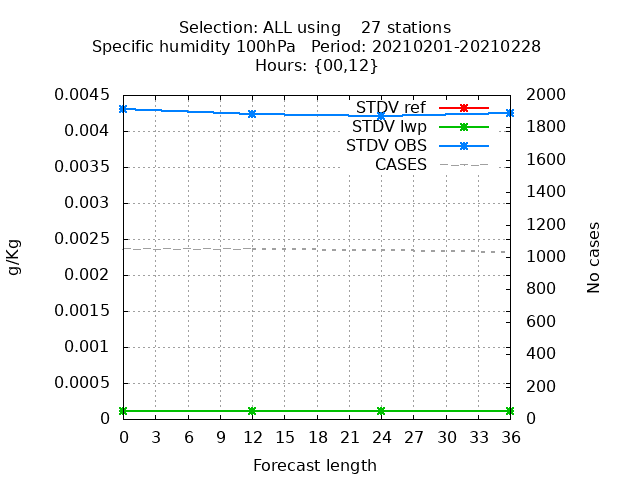 Selection: ALL using    27 stations
Specific humidity 100hPa   Period: 20210201-20210228
Hours: {00,12}
STDV ref
STDV lwp
STDV OBS
CASES
0.0045
0.004
0.0035
0.003
0.0025
0.002
0.0015
0.001
0.0005
0
g/Kg
2000
1800
1600
1400
1200
1000
800
600
400
200
0
No cases
0 3 6 9 12 15 18 21 24 27 30 33 36
Forecast length